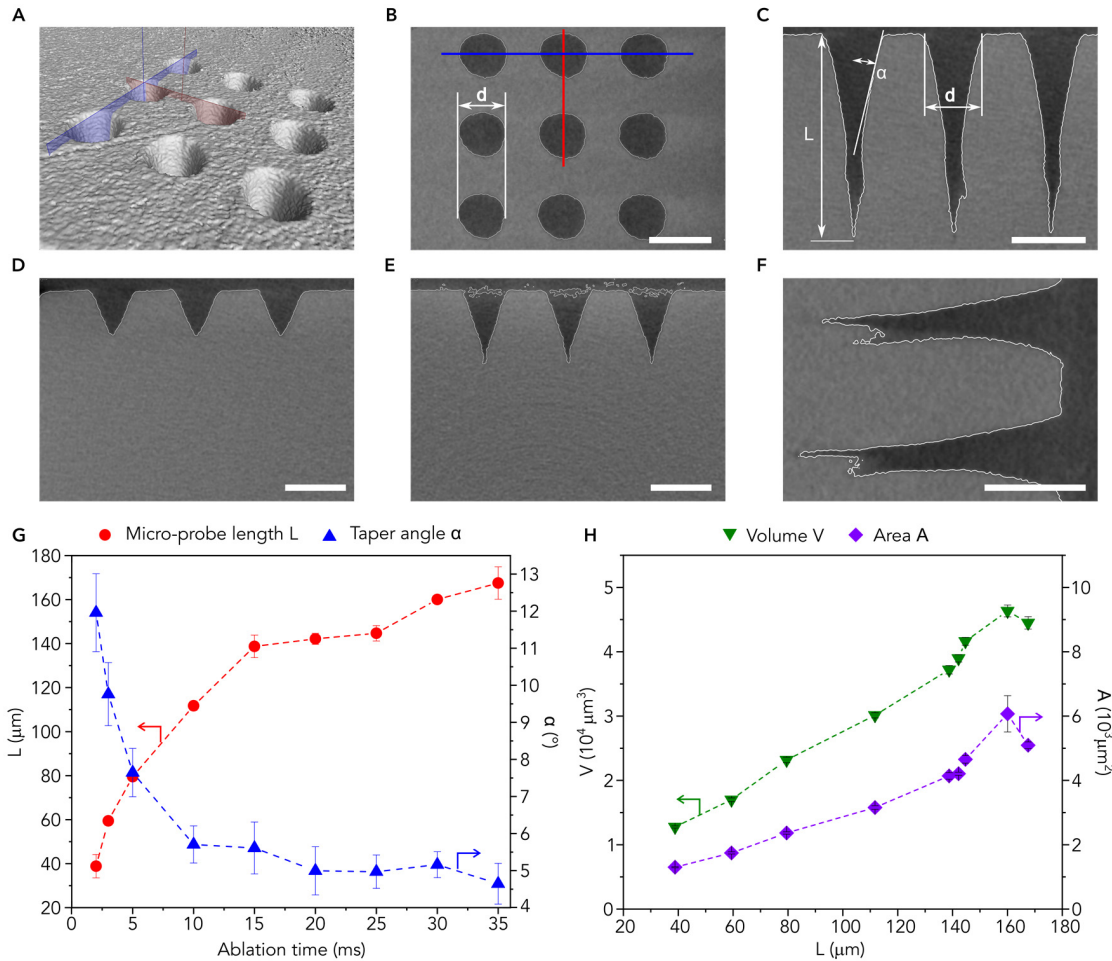 A
B
C
d
α
d
L
D
E
F
G
Micro-probe length L
Taper angle α
H
Volume V
Area A
180
160
140
120
100
80
60
40
20
L (μm)
13
12
11
10
9
8
7
6
5
4
α (°)
0 5 10 15 20 25 30 35
Ablation time (ms)
5
4
3
2
1
0
V (10⁴ μm³)
10
8
6
4
2
0
A (10³μm²)
20 40 60 80 100 120 140 160 180
L (μm)